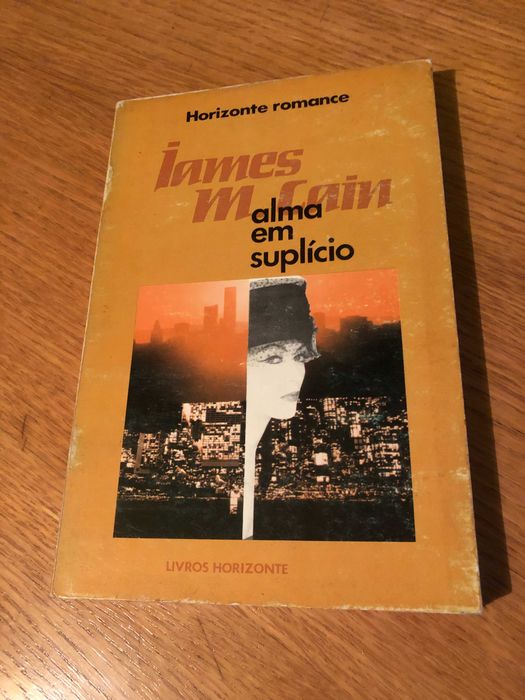 Horizonte romance
james
m. cain
alma
em
suplício
LIVROS HORIZONTE